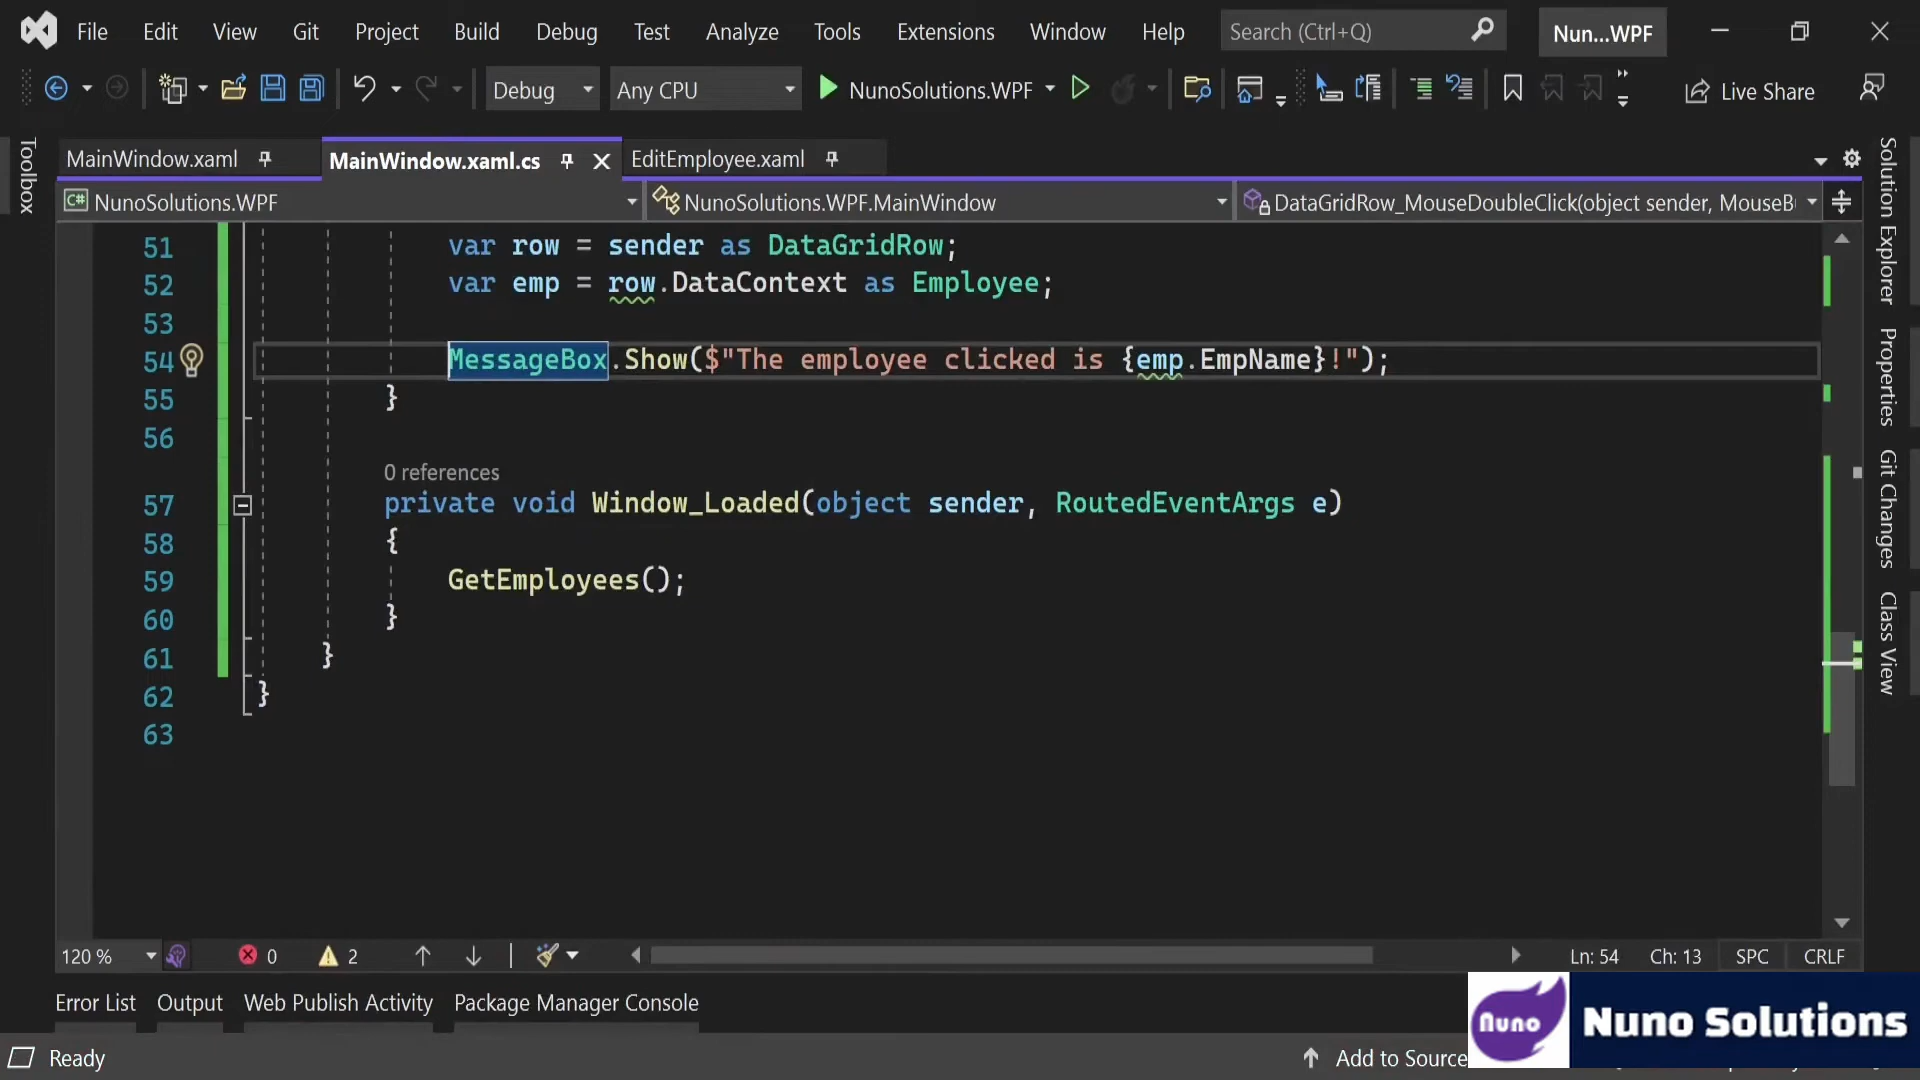 File Edit View Git Project Build Debug Test Analyze Tools Extensions Window Help Search (Ctrl+Q) Nun...WPF
Debug Any CPU NunoSolutions.WPF Live Share
Toolbox
MainWindow.xaml MainWindow.xaml.cs EditEmployee.xaml
C# NunoSolutions.WPF NunoSolutions.WPF.MainWindow DataGridRow_MouseDoubleClick(object sender, MouseB
51 var row = sender as DataGridRow;
52 var emp = row.DataContext as Employee;
53
54 MessageBox.Show($"The employee clicked is {emp.EmpName}!");
55 }
56
0 references
57 private void Window_Loaded(object sender, RoutedEventArgs e)
58 {
59 GetEmployees();
60 }
61 }
62 }
63
Solution Explorer
Properties
Git Changes
Class View
120 % 0 2 Ln: 54 Ch: 13 SPC CRLF
Error List Output Web Publish Activity Package Manager Console
Ready Add to Source
Nuno Nuno Solutions